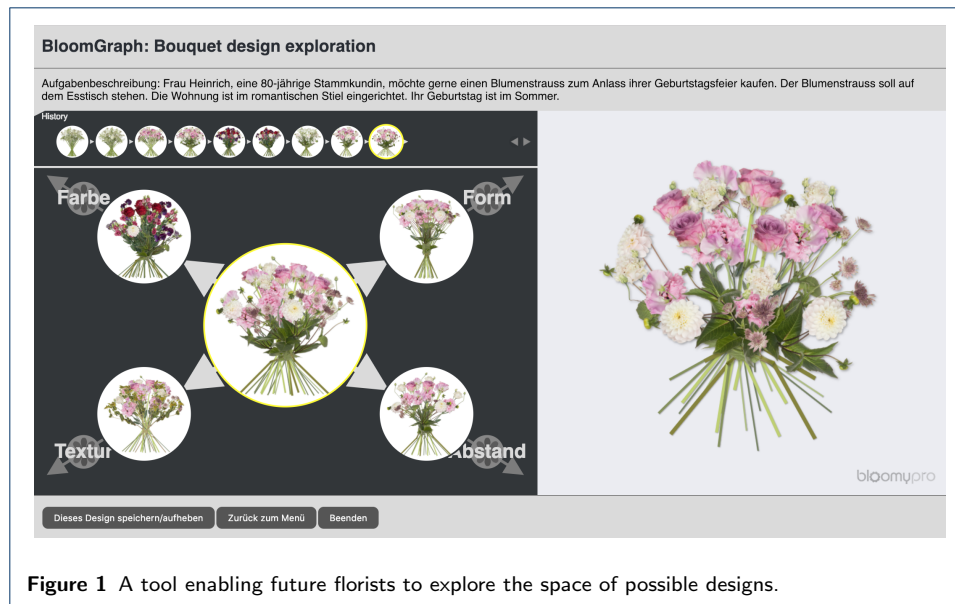 BloomGraph: Bouquet design exploration
Aufgabenbeschreibung: Frau Heinrich, eine 80-jährige Stammkundin, möchte gerne einen Blumenstrauss zum Anlass ihrer Geburtstagsfeier kaufen. Der Blumenstrauss soll auf
dem Esstisch stehen. Die Wohnung ist im romantischen Stiel eingerichtet. Ihr Geburtstag ist im Sommer.
History
Farbe
Form
Textur
Abstand
bloomypro
Dieses Design speichern/aufheben
Zurück zum Menü
Beenden
Figure 1 A tool enabling future florists to explore the space of possible designs.